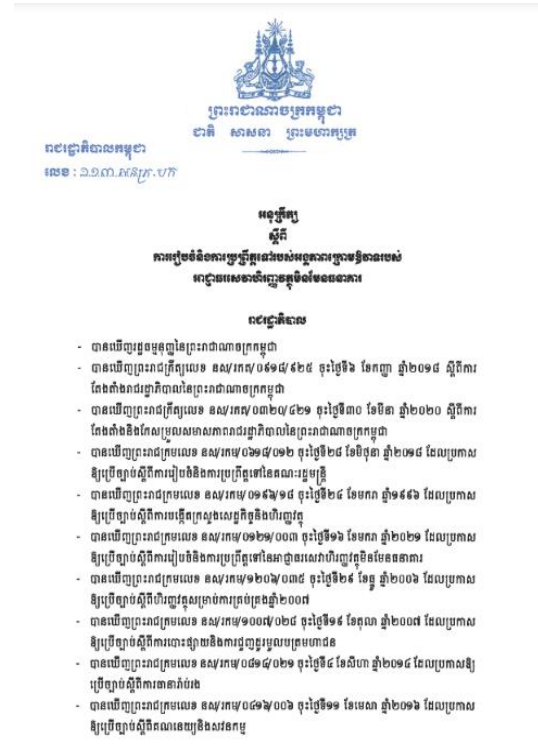 ព្រះរាជាណាចក្រកម្ពុជា
ជាតិ សាសនា ព្រះមហាក្សត្រ
រាជរដ្ឋាភិបាលកម្ពុជា
លេខ : ១១៣ អនក្រ.បក
អនុក្រឹត្យ
ស្តីពី
ការរៀបចំនិងការប្រព្រឹត្តទៅរបស់អង្គភាពក្រោមឱវាទរបស់
អាជ្ញាធរសេវាហិរញ្ញវត្ថុមិនមែនធនាគារ
រាជរដ្ឋាភិបាល
- បានឃើញរដ្ឋធម្មនុញ្ញនៃព្រះរាជាណាចក្រកម្ពុជា
- បានឃើញព្រះរាជក្រឹត្យលេខ នស/រកត/០៩១៨/៩២៥ ចុះថ្ងៃទី៦ ខែកញ្ញា ឆ្នាំ២០១៨ ស្តីពីការ
តែងតាំងរាជរដ្ឋាភិបាលនៃព្រះរាជាណាចក្រកម្ពុជា
- បានឃើញព្រះរាជក្រឹត្យលេខ នស/រកត/០៣២០/៤២១ ចុះថ្ងៃទី៣០ ខែមីនា ឆ្នាំ២០២០ ស្តីពីការ
តែងតាំងនិងកែសម្រួលសមាសភាពរាជរដ្ឋាភិបាលនៃព្រះរាជាណាចក្រកម្ពុជា
- បានឃើញព្រះរាជក្រមលេខ នស/រកម/០៦១៨/០១២ ចុះថ្ងៃទី២៨ ខែមិថុនា ឆ្នាំ២០១៨ ដែលប្រកាស
ឱ្យប្រើច្បាប់ស្តីពីការរៀបចំនិងការប្រព្រឹត្តទៅនៃគណៈរដ្ឋមន្ត្រី
- បានឃើញព្រះរាជក្រមលេខ នស/រកម/០១៩៦/១៨ ចុះថ្ងៃទី២៤ ខែមករា ឆ្នាំ១៩៩៦ ដែលប្រកាស
ឱ្យប្រើច្បាប់ស្តីពីការបង្កើតក្រសួងសេដ្ឋកិច្ចនិងហិរញ្ញវត្ថុ
- បានឃើញព្រះរាជក្រមលេខ នស/រកម/០១២១/០០៣ ចុះថ្ងៃទី១៦ ខែមករា ឆ្នាំ២០២១ ដែលប្រកាស
ឱ្យប្រើច្បាប់ស្តីពីការរៀបចំនិងការប្រព្រឹត្តទៅនៃអាជ្ញាធរសេវាហិរញ្ញវត្ថុមិនមែនធនាគារ
- បានឃើញព្រះរាជក្រមលេខ នស/រកម/១២០៦/០៣៥ ចុះថ្ងៃទី២៩ ខែធ្នូ ឆ្នាំ២០០៦ ដែលប្រកាស
ឱ្យប្រើច្បាប់ស្តីពីហិរញ្ញវត្ថុសម្រាប់ការគ្រប់គ្រងឆ្នាំ២០០៧
- បានឃើញព្រះរាជក្រមលេខ នស/រកម/១០០៧/០២៨ ចុះថ្ងៃទី១៩ ខែតុលា ឆ្នាំ២០០៧ ដែលប្រកាស
ឱ្យប្រើច្បាប់ស្តីពីការបោះផ្សាយនិងការជួញដូរមូលបត្រមហាជន
- បានឃើញព្រះរាជក្រមលេខ នស/រកម/០៨១៤/០២១ ចុះថ្ងៃទី៤ ខែសីហា ឆ្នាំ២០១៤ ដែលប្រកាសឱ្យ
ប្រើច្បាប់ស្តីពីការធានារ៉ាប់រង
- បានឃើញព្រះរាជក្រមលេខ នស/រកម/០៤១៦/០០៦ ចុះថ្ងៃទី១១ ខែមេសា ឆ្នាំ២០១៦ ដែលប្រកាស
ឱ្យប្រើច្បាប់ស្តីពីគណនេយ្យនិងសវនកម្ម